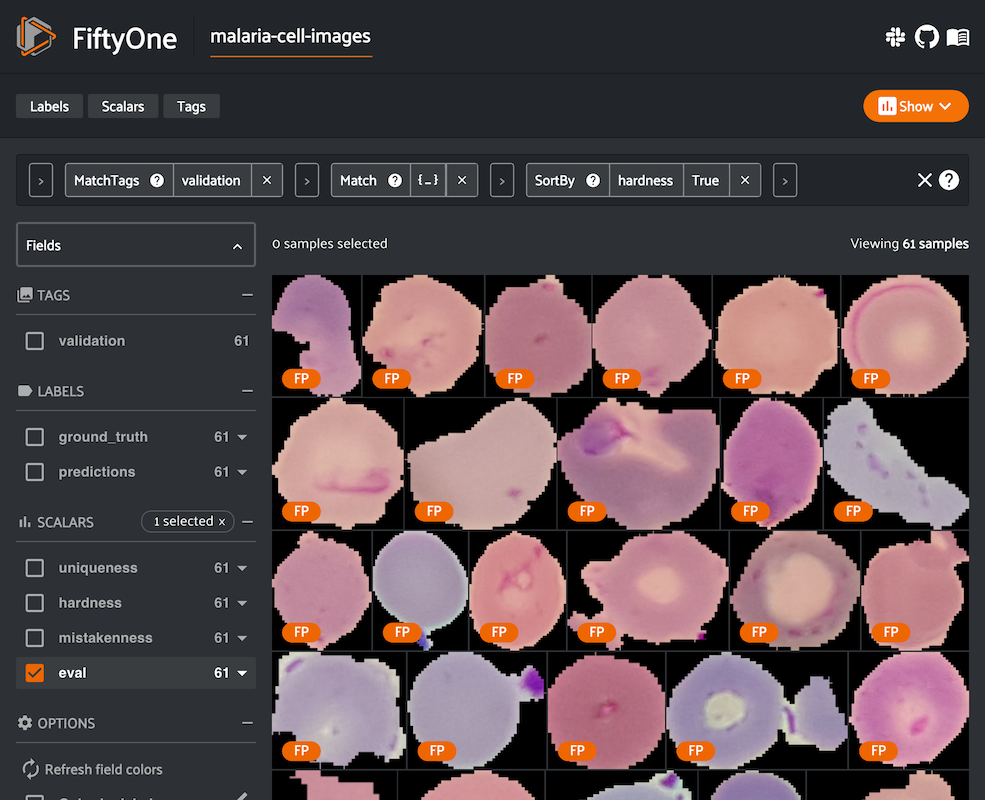 FiftyOne
malaria-cell-images
Labels
Scalars
Tags
Show
MatchTags ? validation ×
Match ? {_} ×
SortBy ? hardness True ×
× ?
Fields
0 samples selected
Viewing 61 samples
TAGS
validation 61
LABELS
ground_truth 61
predictions 61
SCALARS 1 selected ×
uniqueness 61
hardness 61
mistakenness 61
eval 61
OPTIONS
Refresh field colors
FP FP FP FP FP FP
FP FP FP FP FP
FP FP FP FP FP FP
FP FP FP FP FP